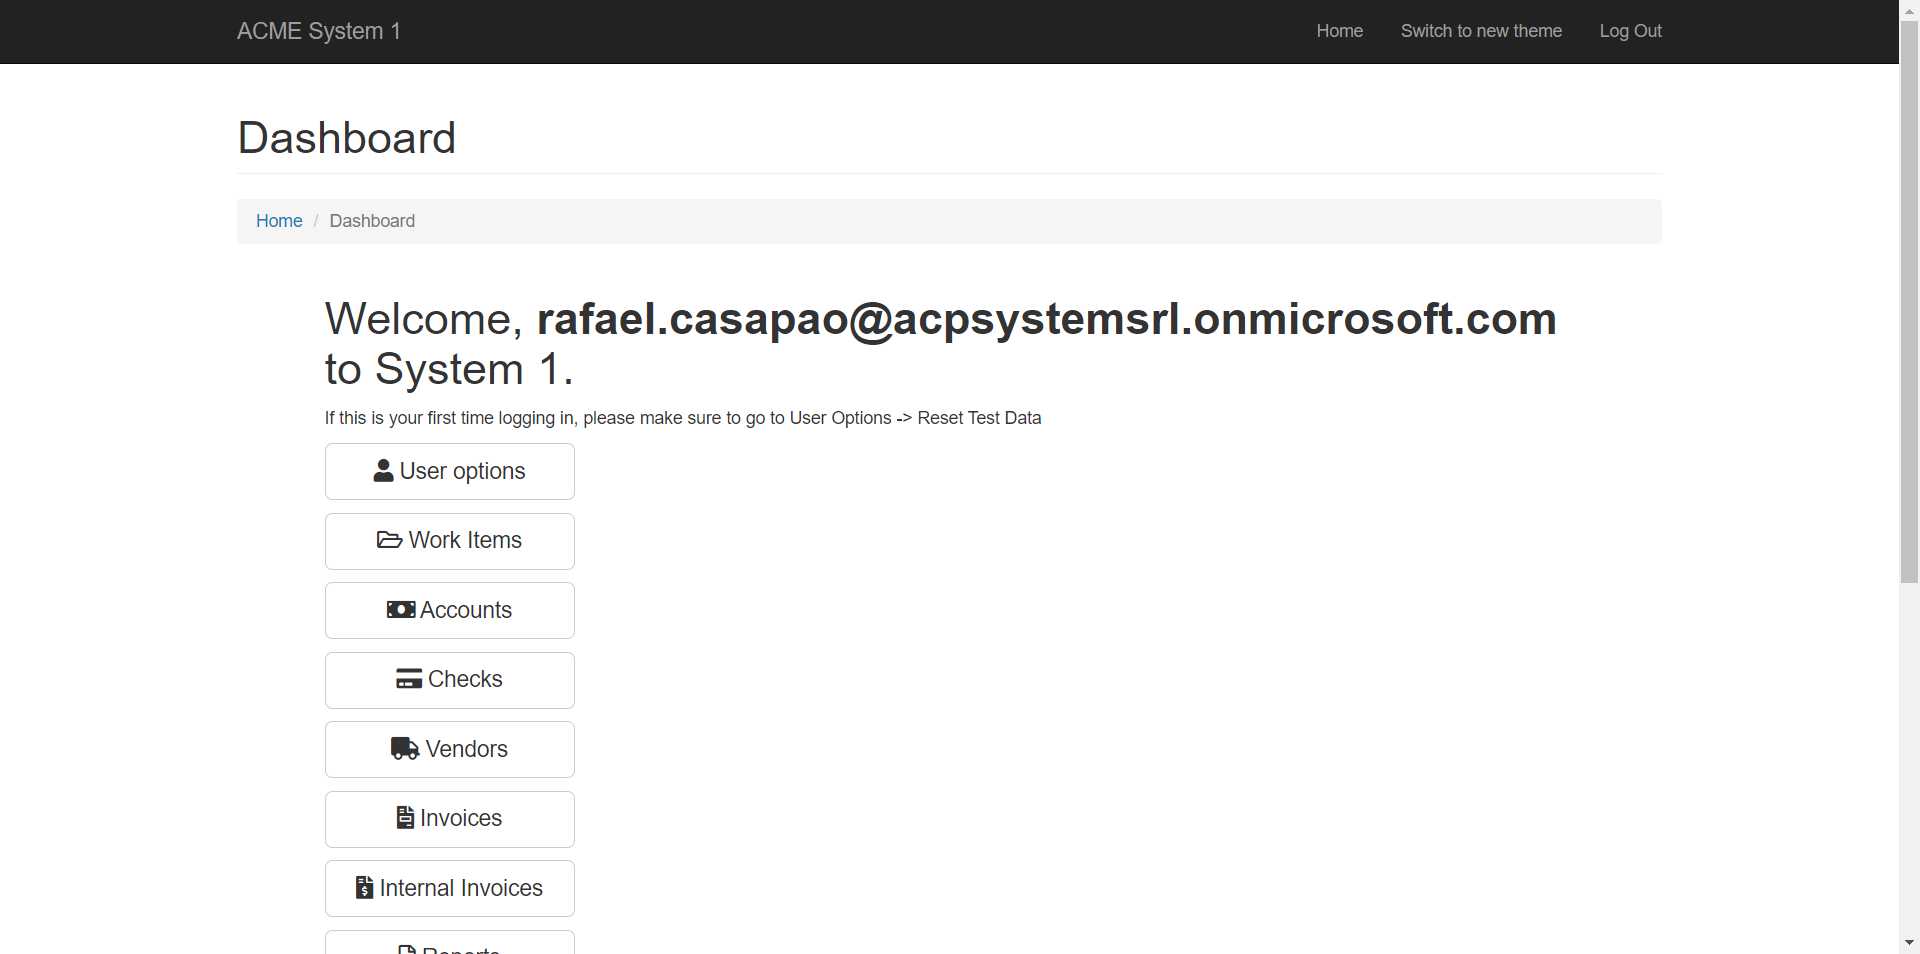 ACME System 1
Home
Switch to new theme
Log Out
Dashboard
Home / Dashboard
Welcome, rafael.casapao@acpsystemsrl.onmicrosoft.com
to System 1.
If this is your first time logging in, please make sure to go to User Options -> Reset Test Data
User options
Work Items
Accounts
Checks
Vendors
Invoices
Internal Invoices
Reports